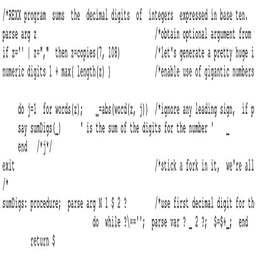 /*REXX program sums the decimal digits of integers expressed in base ten.
parse arg z /*obtain optional argument from
if z='' | z="," then z=copies(7, 108) /*let's generate a pretty huge i
numeric digits 1 + max( length(z) ) /*enable use of gigantic numbers
do j=1 for words(z); _=abs(word(z, j)) /*ignore any leading sign, if p
say sumDigs(_) ' is the sum of the digits for the number ' _
end /*j*/
exit /*stick a fork in it, we're all
/*
sumDigs: procedure; parse arg N 1 $ 2 ? /*use first decimal digit for th
do while ?\==''; parse var ? _ 2 ?; $=$+_; end
return $